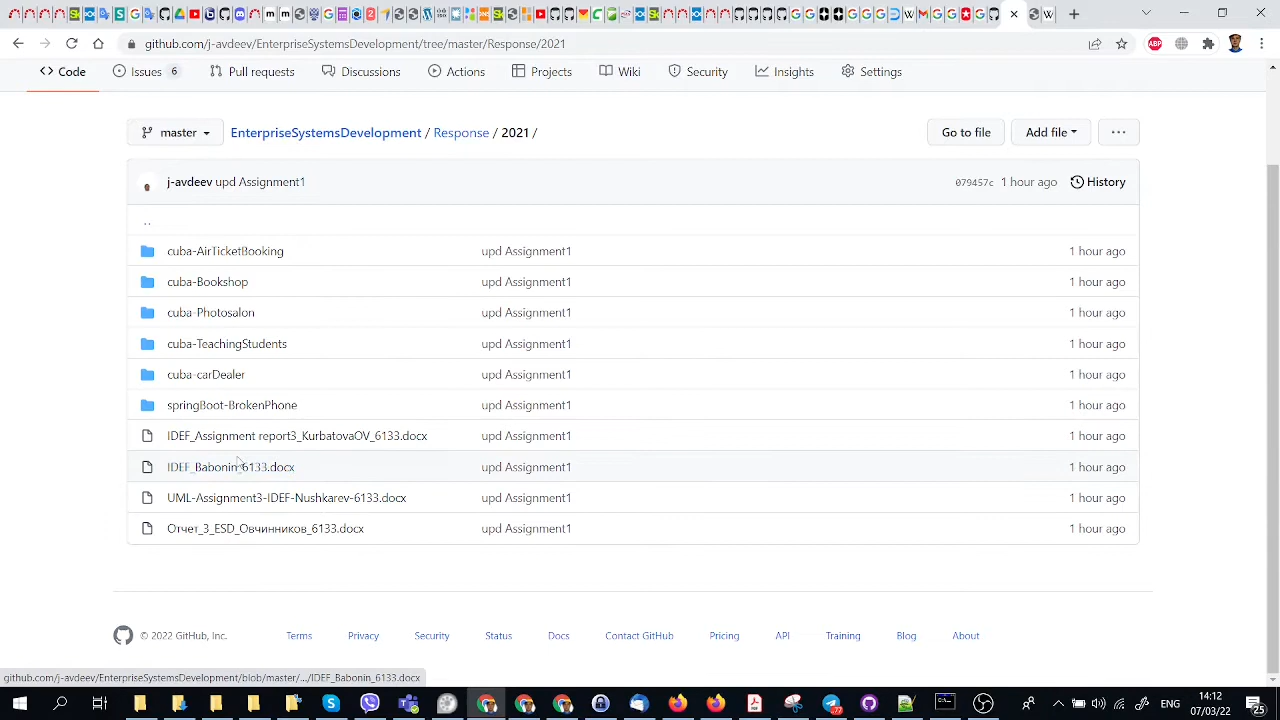 github.com/j-avdeev/EnterpriseSystemsDevelopment/tree/master/Response/2021
ABP
Code
Issues 6
Pull requests
Discussions
Actions
Projects
Wiki
Security
Insights
Settings
master
EnterpriseSystemsDevelopment / Response / 2021 /
Go to file
Add file
j-avdeev upd Assignment1
079457c 1 hour ago
History
..
cuba-AirTicketBooking upd Assignment1 1 hour ago
cuba-Bookshop upd Assignment1 1 hour ago
cuba-Photosalon upd Assignment1 1 hour ago
cuba-TeachingStudents upd Assignment1 1 hour ago
cuba-carDealer upd Assignment1 1 hour ago
springBoot-BrokenPhone upd Assignment1 1 hour ago
IDEF_Assignment report3_KurbatovaOV_6133.docx upd Assignment1 1 hour ago
IDEF_Babonin_6133.docx upd Assignment1 1 hour ago
UML-Assignment3-IDEF-Nushkarev-6133.docx upd Assignment1 1 hour ago
Отчет_3_ESD_Овчинников_6133.docx upd Assignment1 1 hour ago
© 2022 GitHub, Inc.
Terms
Privacy
Security
Status
Docs
Contact GitHub
Pricing
API
Training
Blog
About
github.com/j-avdeev/EnterpriseSystemsDevelopment/blob/master/.../IDEF_Babonin_6133.docx
ENG
14:12
07/03/22
25